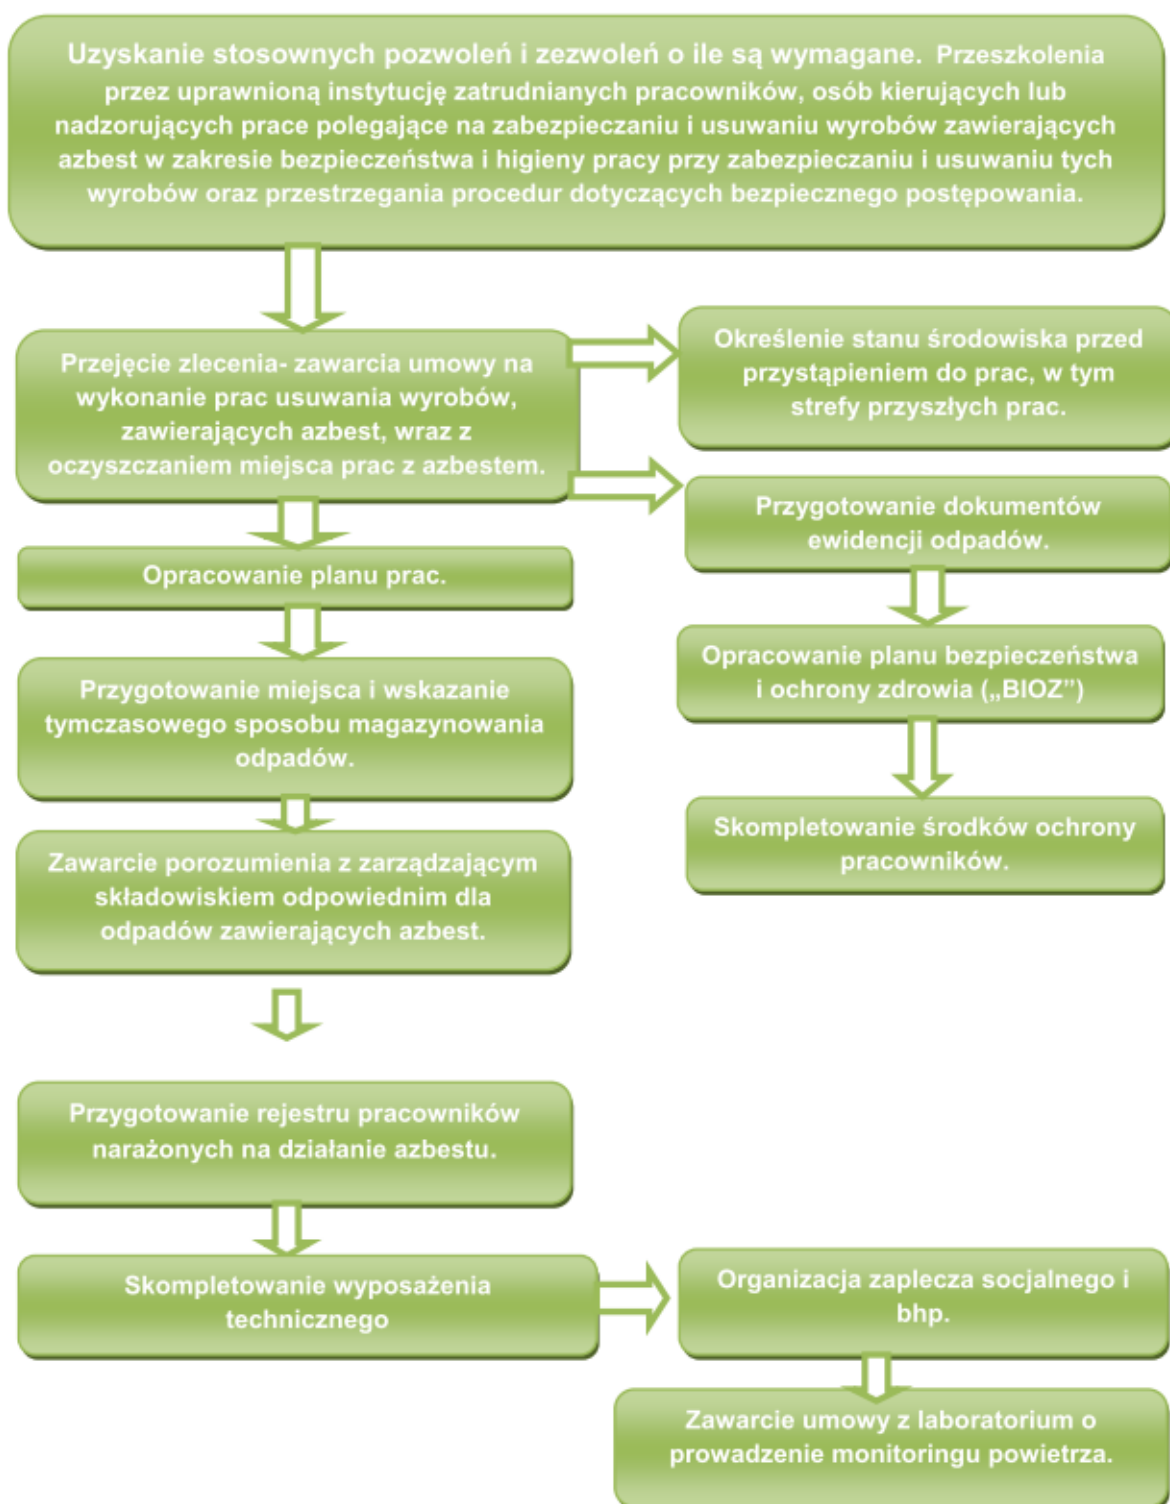 Uzyskanie stosownych pozwoleń i zezwoleń o ile są wymagane. Przeszkolenia
przez uprawnioną instytucję zatrudnianych pracowników, osób kierujących lub
nadzorujących prace polegające na zabezpieczaniu i usuwaniu wyrobów zawierających
azbest w zakresie bezpieczeństwa i higieny pracy przy zabezpieczaniu i usuwaniu tych
wyrobów oraz przestrzegania procedur dotyczących bezpiecznego postępowania.
Przejęcie zlecenia- zawarcia umowy na
wykonanie prac usuwania wyrobów,
zawierających azbest, wraz z
oczyszczaniem miejsca prac z azbestem.
Określenie stanu środowiska przed
przystąpieniem do prac, w tym
strefy przyszłych prac.
Przygotowanie dokumentów
ewidencji odpadów.
Opracowanie planu prac.
Opracowanie planu bezpieczeństwa
i ochrony zdrowia („BIOZ”)
Przygotowanie miejsca i wskazanie
tymczasowego sposobu magazynowania
odpadów.
Skompletowanie środków ochrony
pracowników.
Zawarcie porozumienia z zarządzającym
składowiskiem odpowiednim dla
odpadów zawierających azbest.
Przygotowanie rejestru pracowników
narażonych na działanie azbestu.
Skompletowanie wyposażenia
technicznego
Organizacja zaplecza socjalnego i
bhp.
Zawarcie umowy z laboratorium o
prowadzenie monitoringu powietrza.